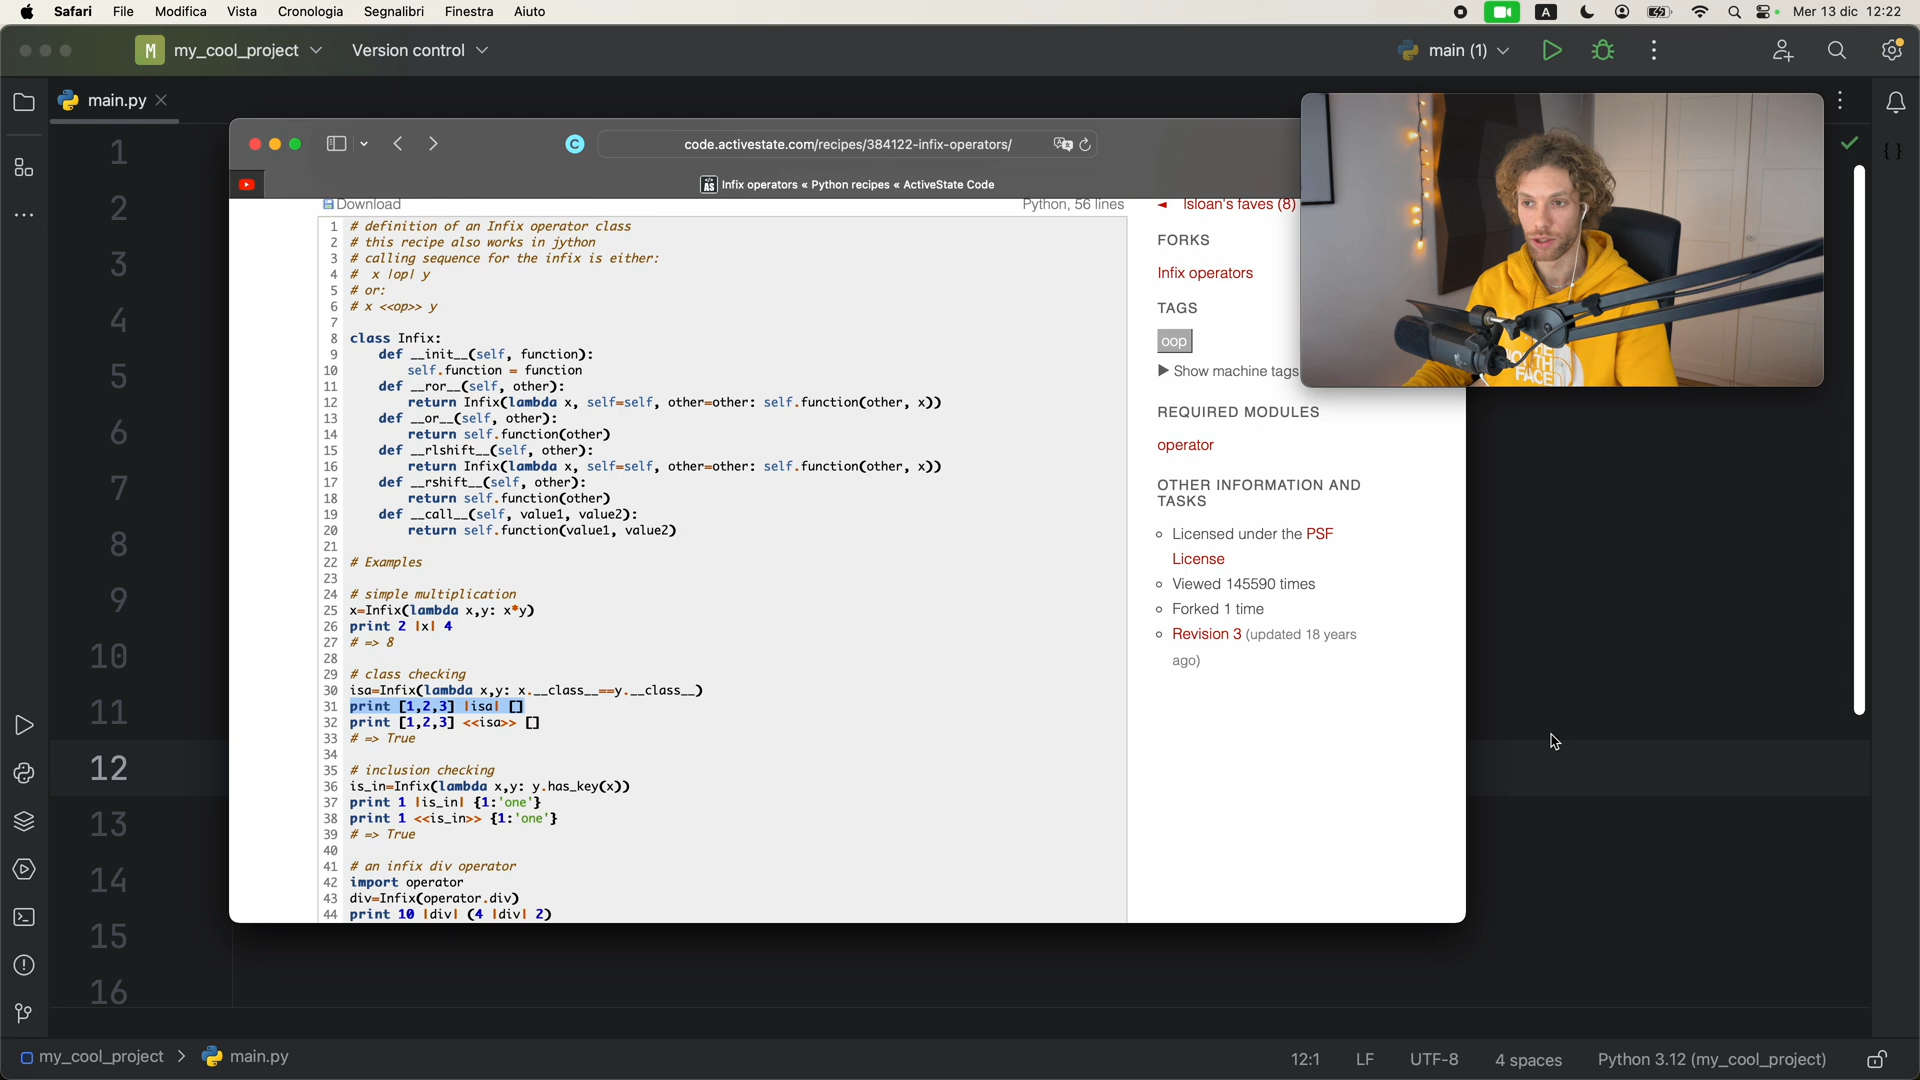 Safari File Modifica Vista Cronologia Segnalibri Finestra Aiuto
A
Mer 13 dic 12:22
M my_cool_project Version control
main (1)
main.py
code.activestate.com/recipes/384122-infix-operators/
AS Infix operators « Python recipes « ActiveState Code
Download
Python, 56 lines
1 # definition of an Infix operator class
2 # this recipe also works in jython
3 # calling sequence for the infix is either:
4 # x |op| y
5 # or:
6 # x <<op>> y
7
8 class Infix:
9 def __init__(self, function):
10 self.function = function
11 def __ror__(self, other):
12 return Infix(lambda x, self=self, other=other: self.function(other, x))
13 def __or__(self, other):
14 return self.function(other)
15 def __rlshift__(self, other):
16 return Infix(lambda x, self=self, other=other: self.function(other, x))
17 def __rshift__(self, other):
18 return self.function(other)
19 def __call__(self, value1, value2):
20 return self.function(value1, value2)
21
22 # Examples
23
24 # simple multiplication
25 x=Infix(lambda x,y: x*y)
26 print 2 |x| 4
27 # => 8
28
29 # class checking
30 isa=Infix(lambda x,y: x.__class__==y.__class__)
31 print [1,2,3] |isa| []
32 print [1,2,3] <<isa>> []
33 # => True
34
35 # inclusion checking
36 is_in=Infix(lambda x,y: y.has_key(x))
37 print 1 |is_in| {1:'one'}
38 print 1 <<is_in>> {1:'one'}
39 # => True
40
41 # an infix div operator
42 import operator
43 div=Infix(operator.div)
44 print 10 |div| (4 |div| 2)
Isloan's faves (8)
FORKS
Infix operators
TAGS
oop
Show machine tags
REQUIRED MODULES
operator
OTHER INFORMATION AND
TASKS
Licensed under the PSF
License
Viewed 145590 times
Forked 1 time
Revision 3 (updated 18 years
ago)
THE
NORTH
FACE
1
2
3
4
5
6
7
8
9
10
11
12
13
14
15
16
my_cool_project > main.py
12:1 LF UTF-8 4 spaces Python 3.12 (my_cool_project)